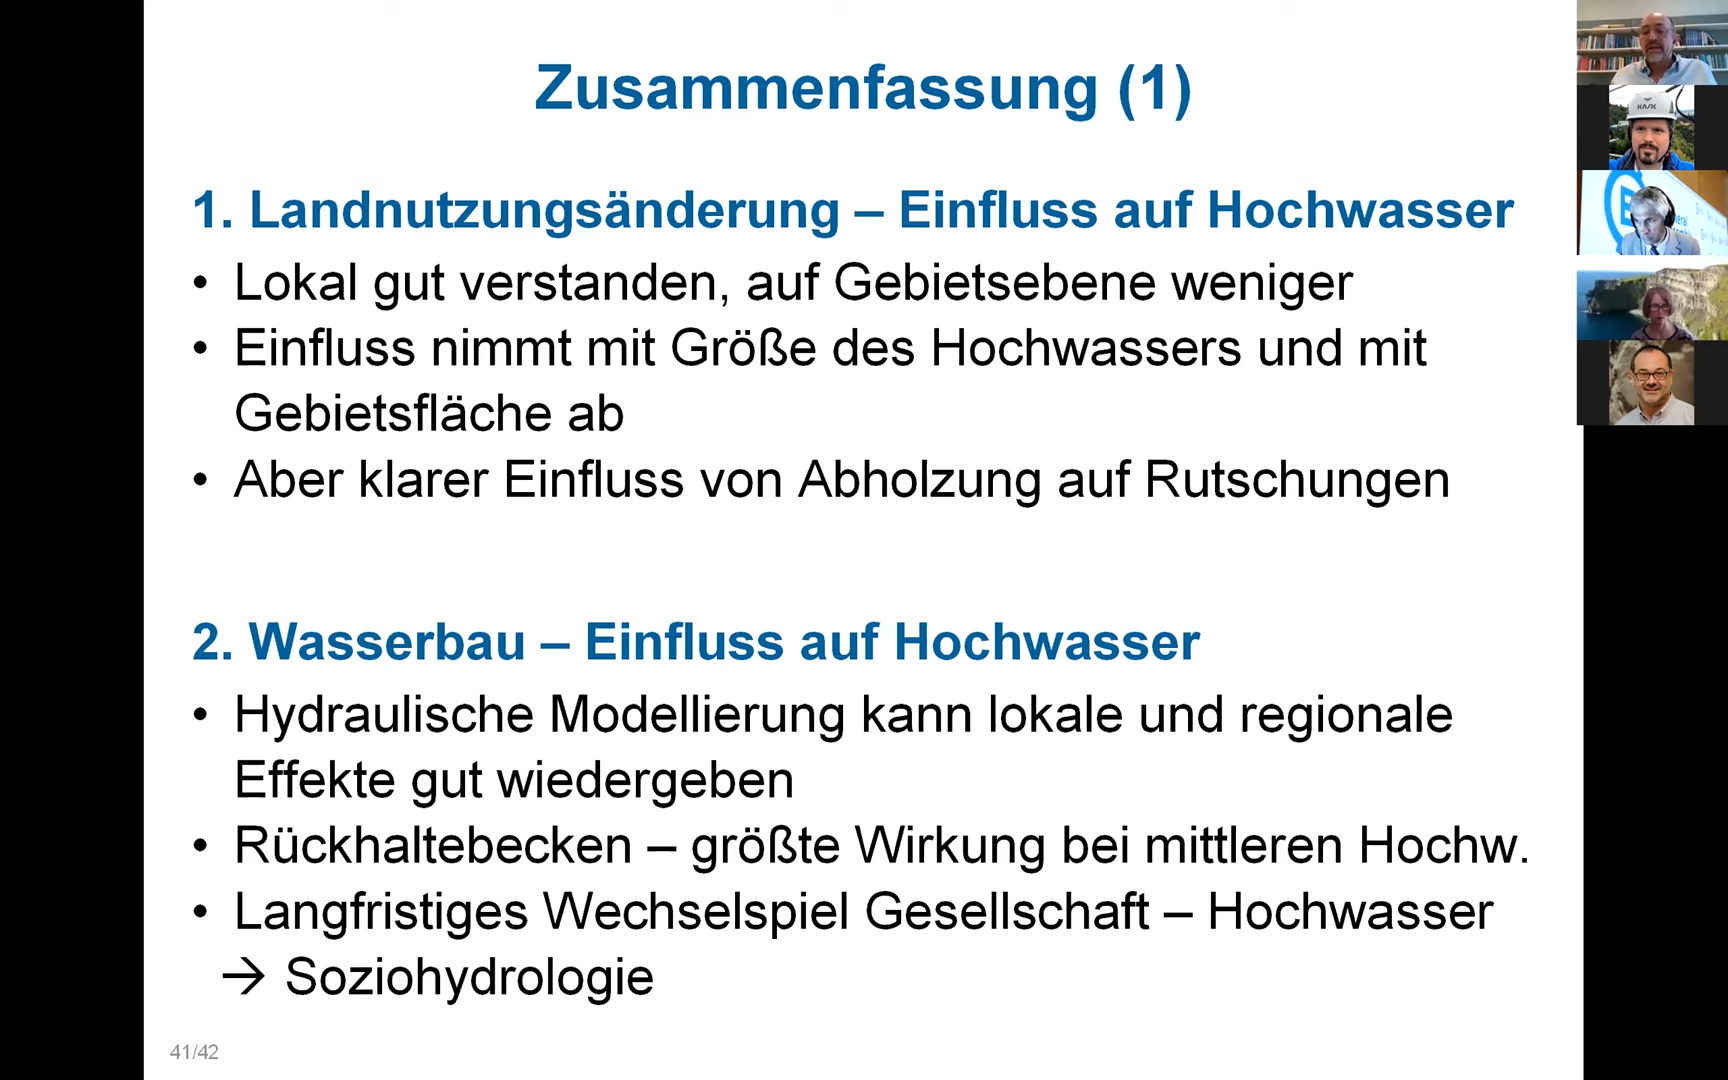 Zusammenfassung (1)
1. Landnutzungsänderung – Einfluss auf Hochwasser
• Lokal gut verstanden, auf Gebietsebene weniger
• Einfluss nimmt mit Größe des Hochwassers und mit
Gebietsfläche ab
• Aber klarer Einfluss von Abholzung auf Rutschungen
2. Wasserbau – Einfluss auf Hochwasser
• Hydraulische Modellierung kann lokale und regionale
Effekte gut wiedergeben
• Rückhaltebecken – größte Wirkung bei mittleren Hochw.
• Langfristiges Wechselspiel Gesellschaft – Hochwasser
→ Soziohydrologie
41/42
KASK